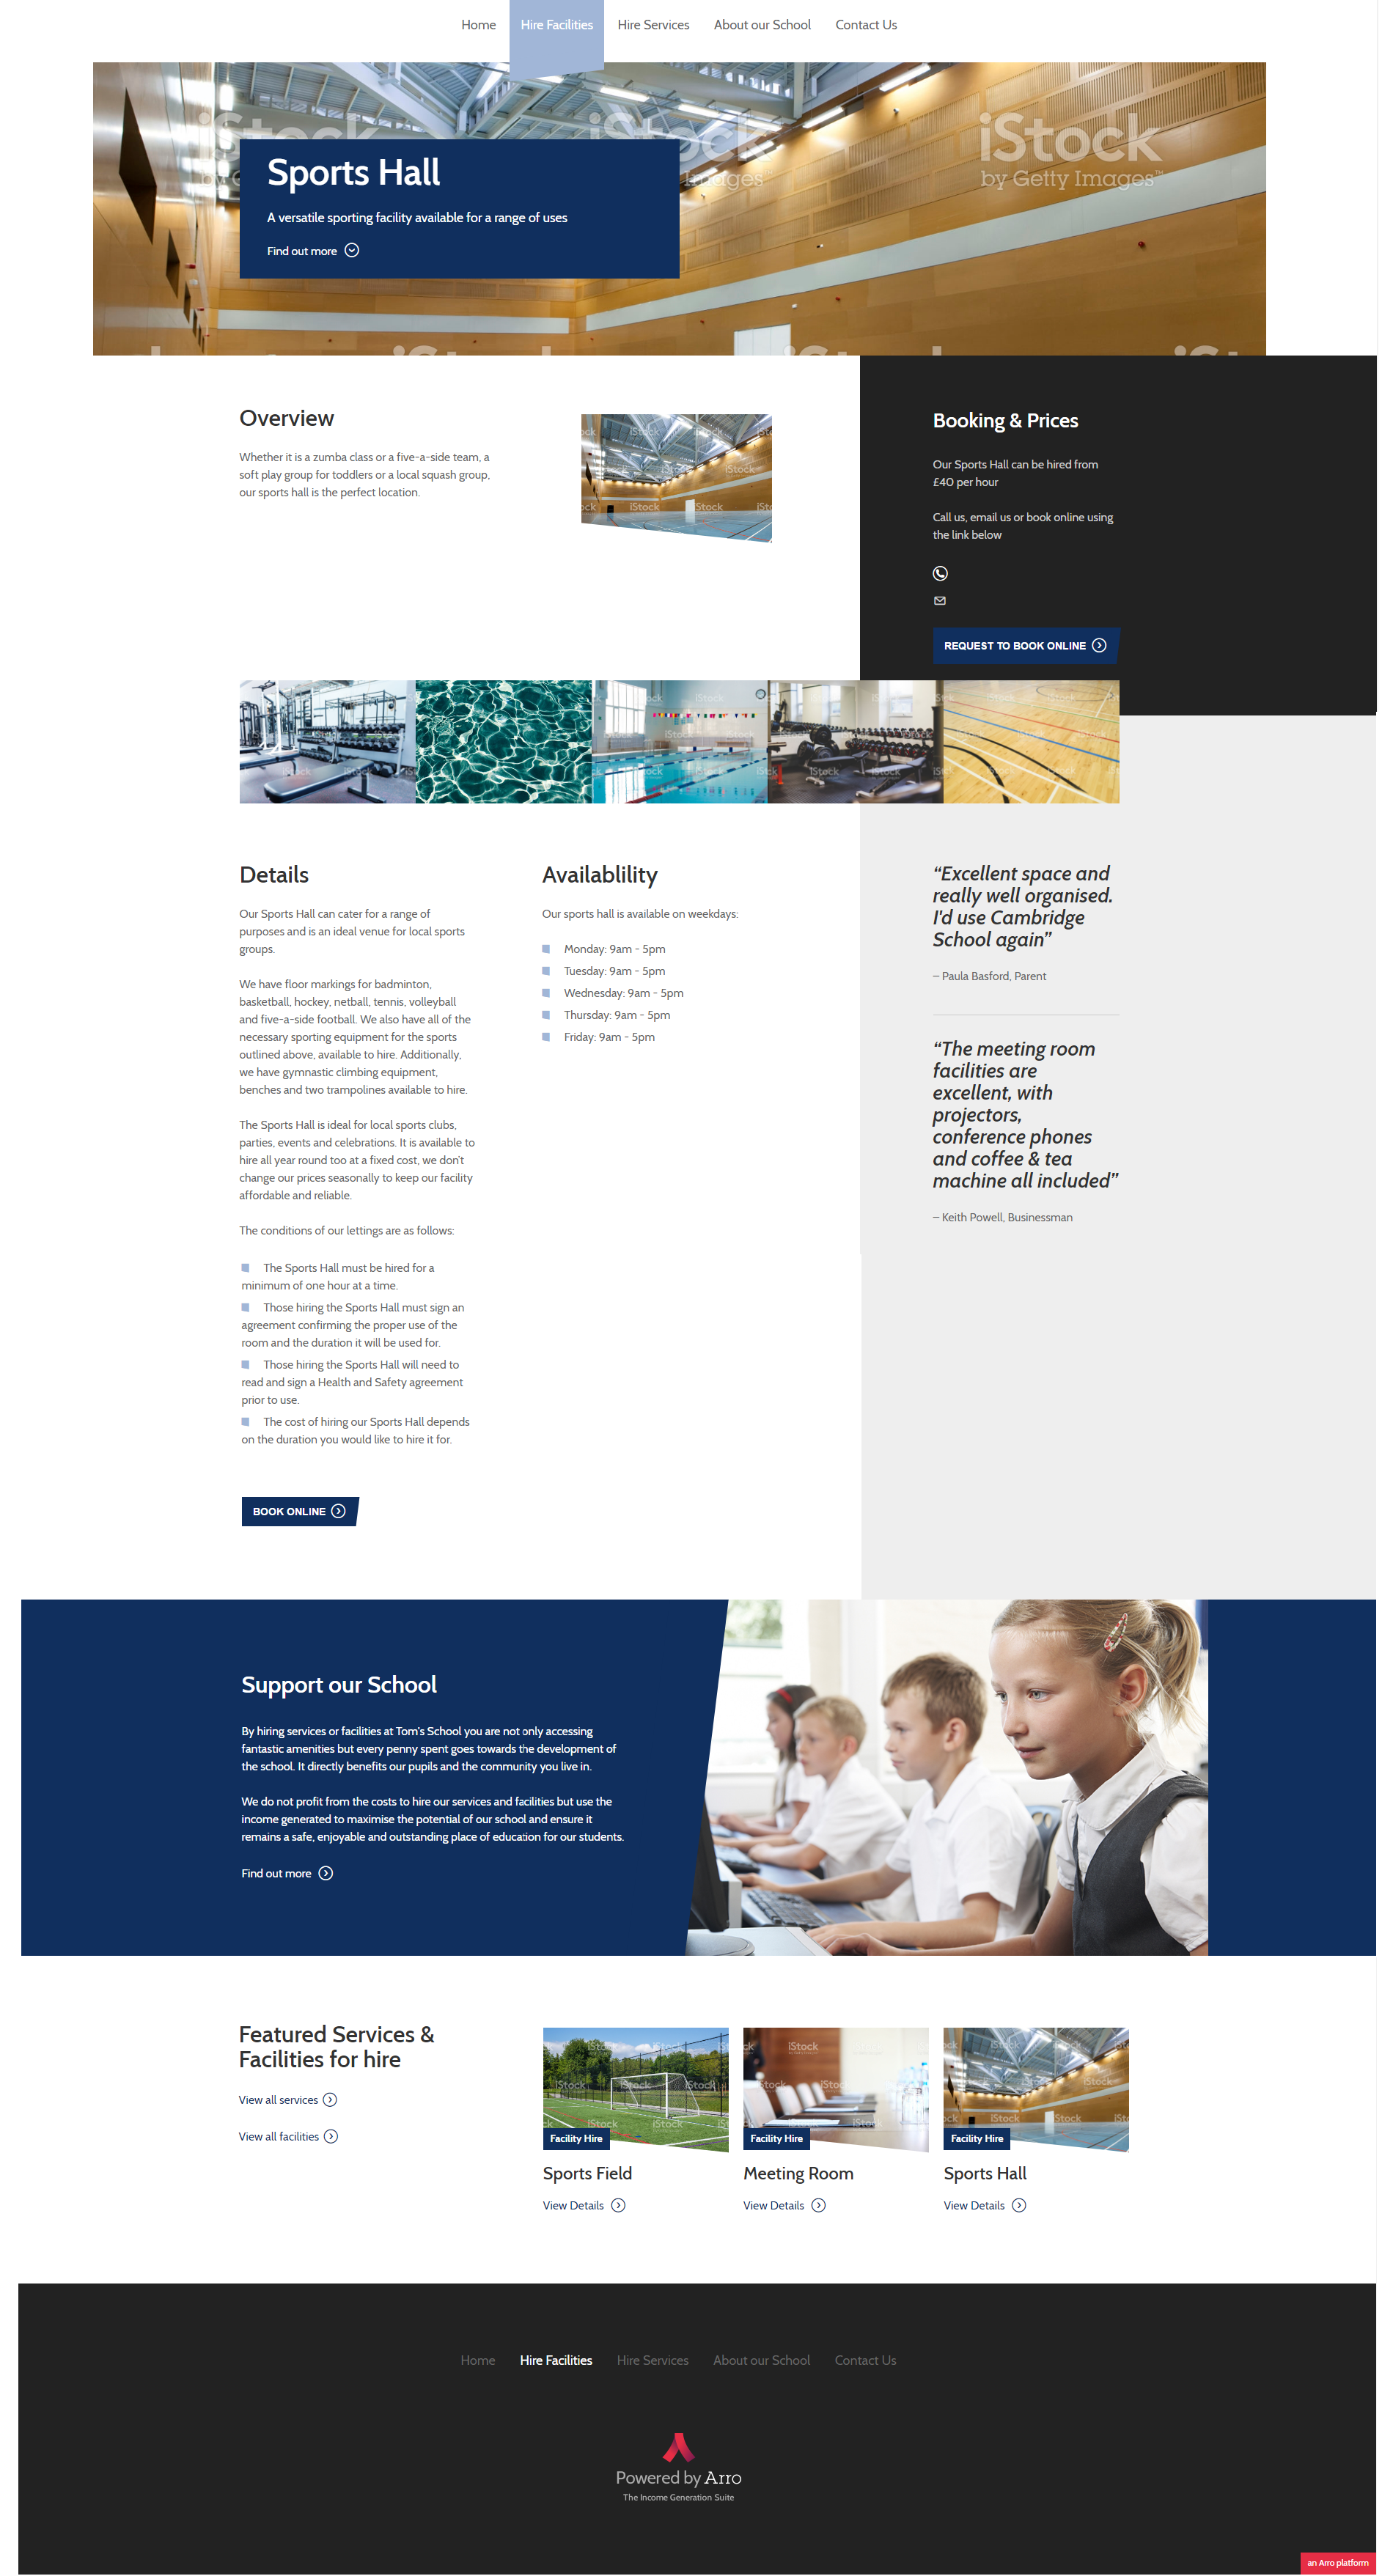 Home Hire Facilities Hire Services About our School Contact Us
iStock iStock iStock
by Getty Images™
Sports Hall
A versatile sporting facility available for a range of uses
Find out more
Overview
Whether it is a zumba class or a five-a-side team, a
soft play group for toddlers or a local squash group,
our sports hall is the perfect location.
Booking & Prices
Our Sports Hall can be hired from
£40 per hour
Call us, email us or book online using
the link below
REQUEST TO BOOK ONLINE
Details
Our Sports Hall can cater for a range of
purposes and is an ideal venue for local sports
groups.
We have floor markings for badminton,
basketball, hockey, netball, tennis, volleyball
and five-a-side football. We also have all of the
necessary sporting equipment for the sports
outlined above, available to hire. Additionally,
we have gymnastic climbing equipment,
benches and two trampolines available to hire.
The Sports Hall is ideal for local sports clubs,
parties, events and celebrations. It is available to
hire all year round too at a fixed cost, we don't
change our prices seasonally to keep our facility
affordable and reliable.
The conditions of our lettings are as follows:
The Sports Hall must be hired for a
minimum of one hour at a time.
Those hiring the Sports Hall must sign an
agreement confirming the proper use of the
room and the duration it will be used for.
Those hiring the Sports Hall will need to
read and sign a Health and Safety agreement
prior to use.
The cost of hiring our Sports Hall depends
on the duration you would like to hire it for.
BOOK ONLINE
Availablility
Our sports hall is available on weekdays:
Monday: 9am - 5pm
Tuesday: 9am - 5pm
Wednesday: 9am - 5pm
Thursday: 9am - 5pm
Friday: 9am - 5pm
“Excellent space and
really well organised.
I'd use Cambridge
School again”
– Paula Basford, Parent
“The meeting room
facilities are
excellent, with
projectors,
conference phones
and coffee & tea
machine all included”
– Keith Powell, Businessman
Support our School
By hiring services or facilities at Tom's School you are not only accessing
fantastic amenities but every penny spent goes towards the development of
the school. It directly benefits our pupils and the community you live in.
We do not profit from the costs to hire our services and facilities but use the
income generated to maximise the potential of our school and ensure it
remains a safe, enjoyable and outstanding place of education for our students.
Find out more
Featured Services &
Facilities for hire
View all services
View all facilities
Facility Hire
Sports Field
View Details
Facility Hire
Meeting Room
View Details
Facility Hire
Sports Hall
View Details
Home Hire Facilities Hire Services About our School Contact Us
Powered by Arro
The Income Generation Suite
an Arro platform